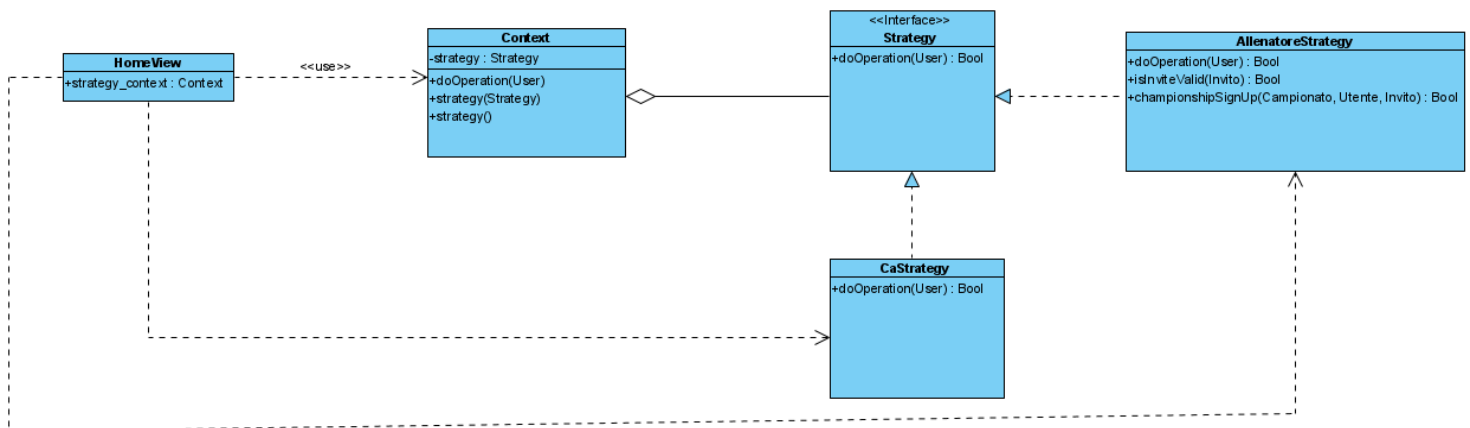 HomeView
+strategy_context : Context
<<use>>
Context
-strategy : Strategy
+doOperation(User)
+strategy(Strategy)
+strategy()
<<Interface>>
Strategy
+doOperation(User) : Bool
AllenatoreStrategy
+doOperation(User) : Bool
+isInviteValid(Invito) : Bool
+championshipSignUp(Campionato, Utente, Invito) : Bool
CaStrategy
+doOperation(User) : Bool